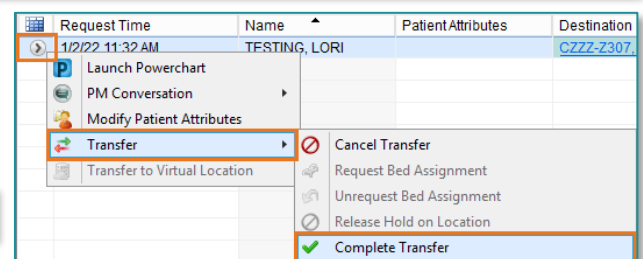 Request Time Name Patient Attributes Destination
1/2/22 11:32 AM TESTING, LORI CZZZ-Z307,
Launch Powerchart
PM Conversation
Modify Patient Attributes
Transfer Cancel Transfer
Transfer to Virtual Location Request Bed Assignment
Unrequest Bed Assignment
Release Hold on Location
Complete Transfer